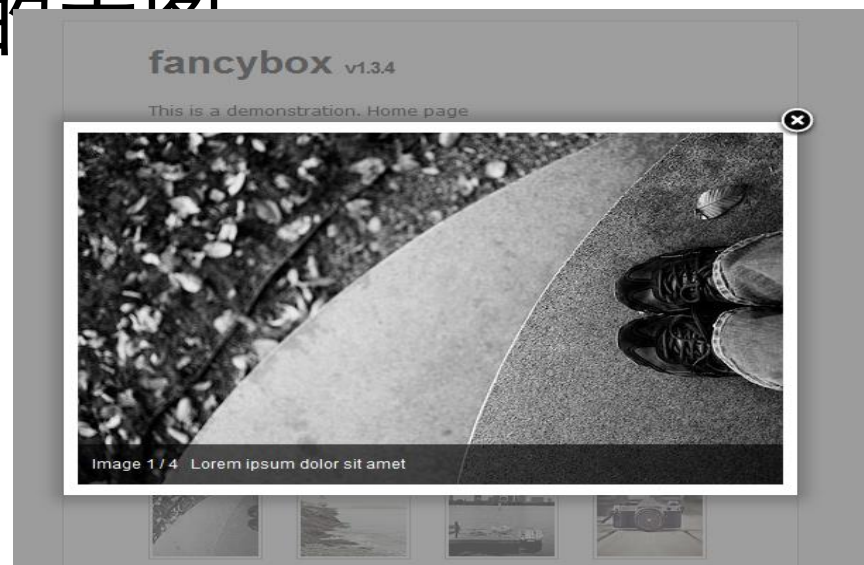 fancybox v1.3.4
This is a demonstration. Home page
Image 1 / 4 Lorem ipsum dolor sit amet